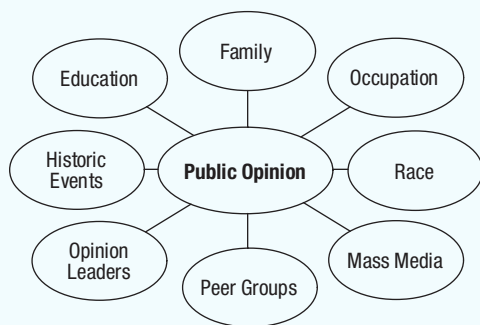 Family
Education
Occupation
Historic
Events
Public Opinion
Race
Opinion
Leaders
Mass Media
Peer Groups